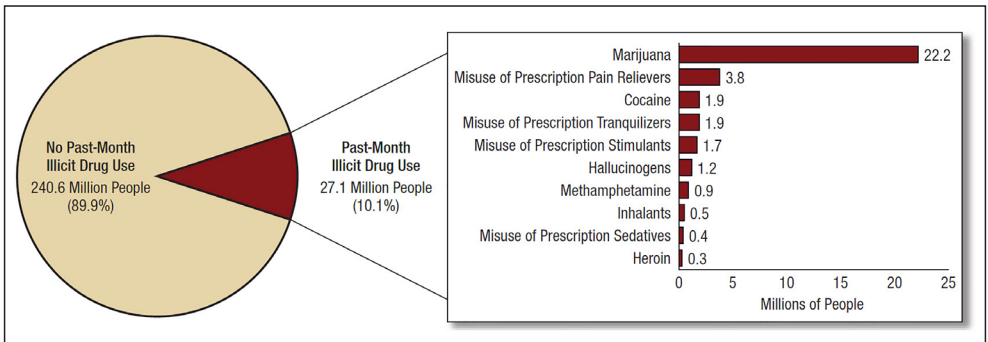 No Past-Month
Illicit Drug Use
240.6 Million People
(89.9%)
Past-Month
Illicit Drug Use
27.1 Million People
(10.1%)
Marijuana 22.2
Misuse of Prescription Pain Relievers 3.8
Cocaine 1.9
Misuse of Prescription Tranquilizers 1.9
Misuse of Prescription Stimulants 1.7
Hallucinogens 1.2
Methamphetamine 0.9
Inhalants 0.5
Misuse of Prescription Sedatives 0.4
Heroin 0.3
0 5 10 15 20 25
Millions of People